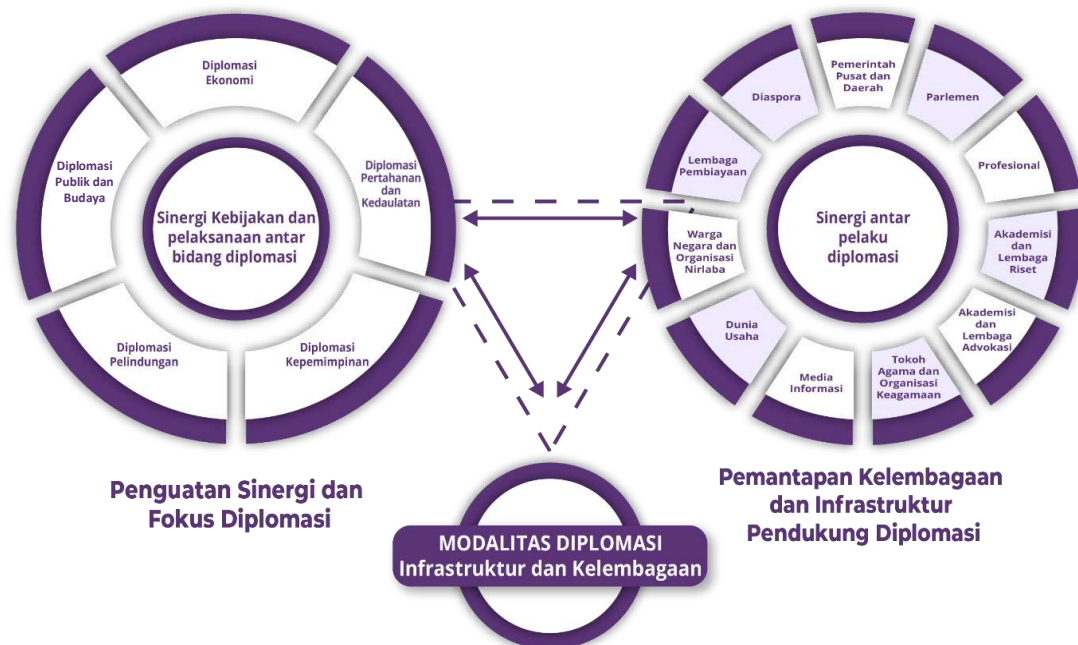 Diplomasi
Ekonomi
Diplomasi
Publik dan
Budaya
Diplomasi
Pertahanan
dan
Kedaulatan
Sinergi Kebijakan dan
pelaksanaan antar
bidang diplomasi
Diplomasi
Pelindungan
Diplomasi
Kepemimpinan
Penguatan Sinergi dan
Fokus Diplomasi
Pemerintah
Pusat dan
Daerah
Diaspora
Parlemen
Lembaga
Pembiayaan
Profesional
Sinergi antar
pelaku
diplomasi
Warga
Negara dan
Organisasi
Nirlaba
Akademisi
dan
Lembaga
Riset
Dunia
Usaha
Akademisi
dan
Lembaga
Advokasi
Media
Informasi
Tokoh
Agama dan
Organisasi
Keagamaan
Pemantapan Kelembagaan
dan Infrastruktur
Pendukung Diplomasi
MODALITAS DIPLOMASI
Infrastruktur dan Kelembagaan